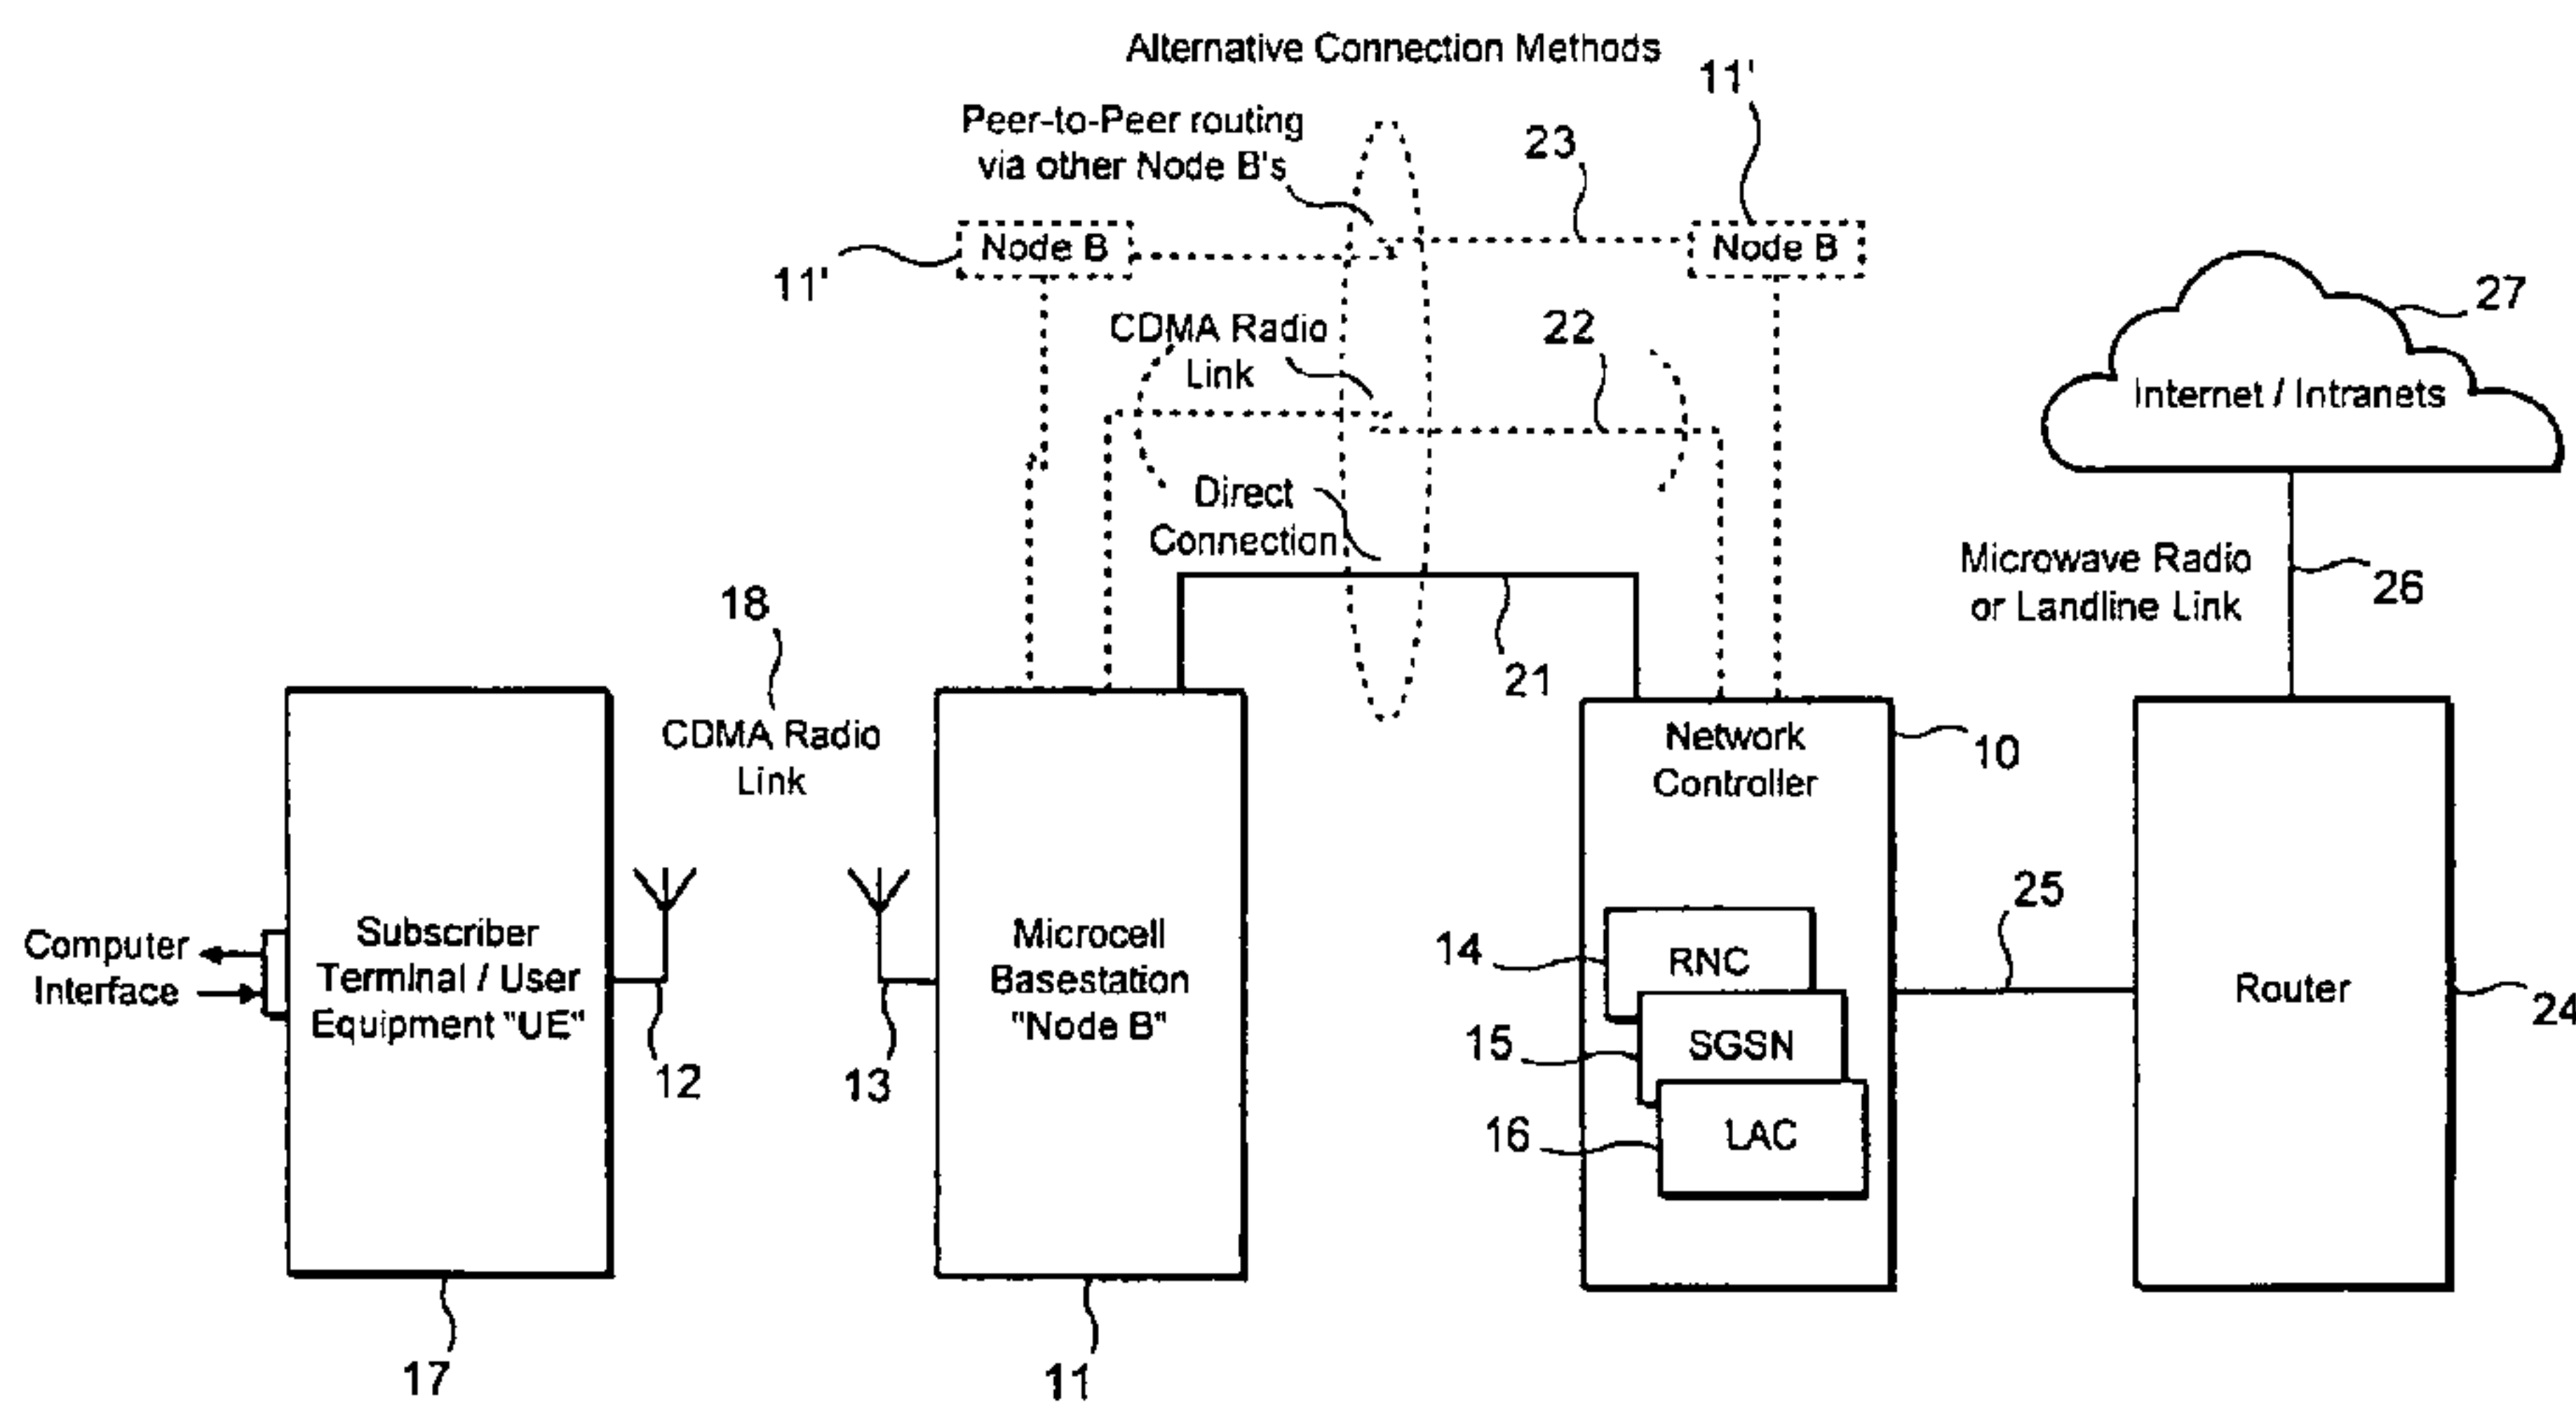 Alternative Connection Methods
11'
Peer-to-Peer routing
via other Node B's
23
Node B
Node B
11'
CDMA Radio
Link
22
27
Internet / Intranets
Direct
Connection
Microwave Radio
or Landline Link
26
18
21
CDMA Radio
Link
Network
Controller
10
Computer
Interface
Subscriber
Terminal / User
Equipment "UE"
12
13
Microcell
Basestation
"Node B"
14
RNC
15
SGSN
16
LAC
25
Router
24
17
11